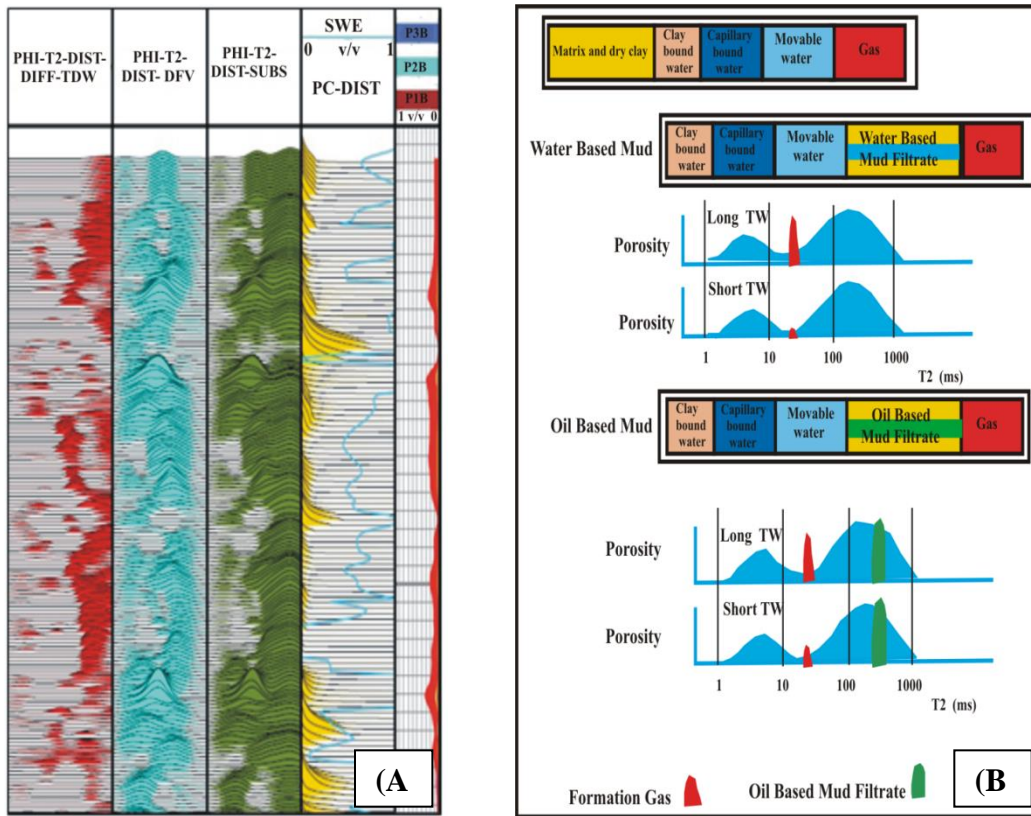 PHI-T2-DIST-
DIFF-TDW
PHI-T2-
DIST- DFV
PHI-T2-
DIST-SUBS
SWE
0 v/v 1
PC-DIST
P3B
P2B
P1B
1 v/v 0
(A
Matrix and dry clay
Clay
bound
water
Capillary
bound
water
Movable
water
Gas
Water Based Mud
Clay
bound
water
Capillary
bound
water
Movable
water
Water Based
Mud Filtrate
Gas
Long TW
Porosity
Short TW
Porosity
1 10 100 1000
T2 (ms)
Oil Based Mud
Clay
bound
water
Capillary
bound
water
Movable
water
Oil Based
Mud Filtrate
Gas
Long TW
Porosity
Short TW
Porosity
1 10 100 1000
T2 (ms)
Formation Gas
Oil Based Mud Filtrate
(B)